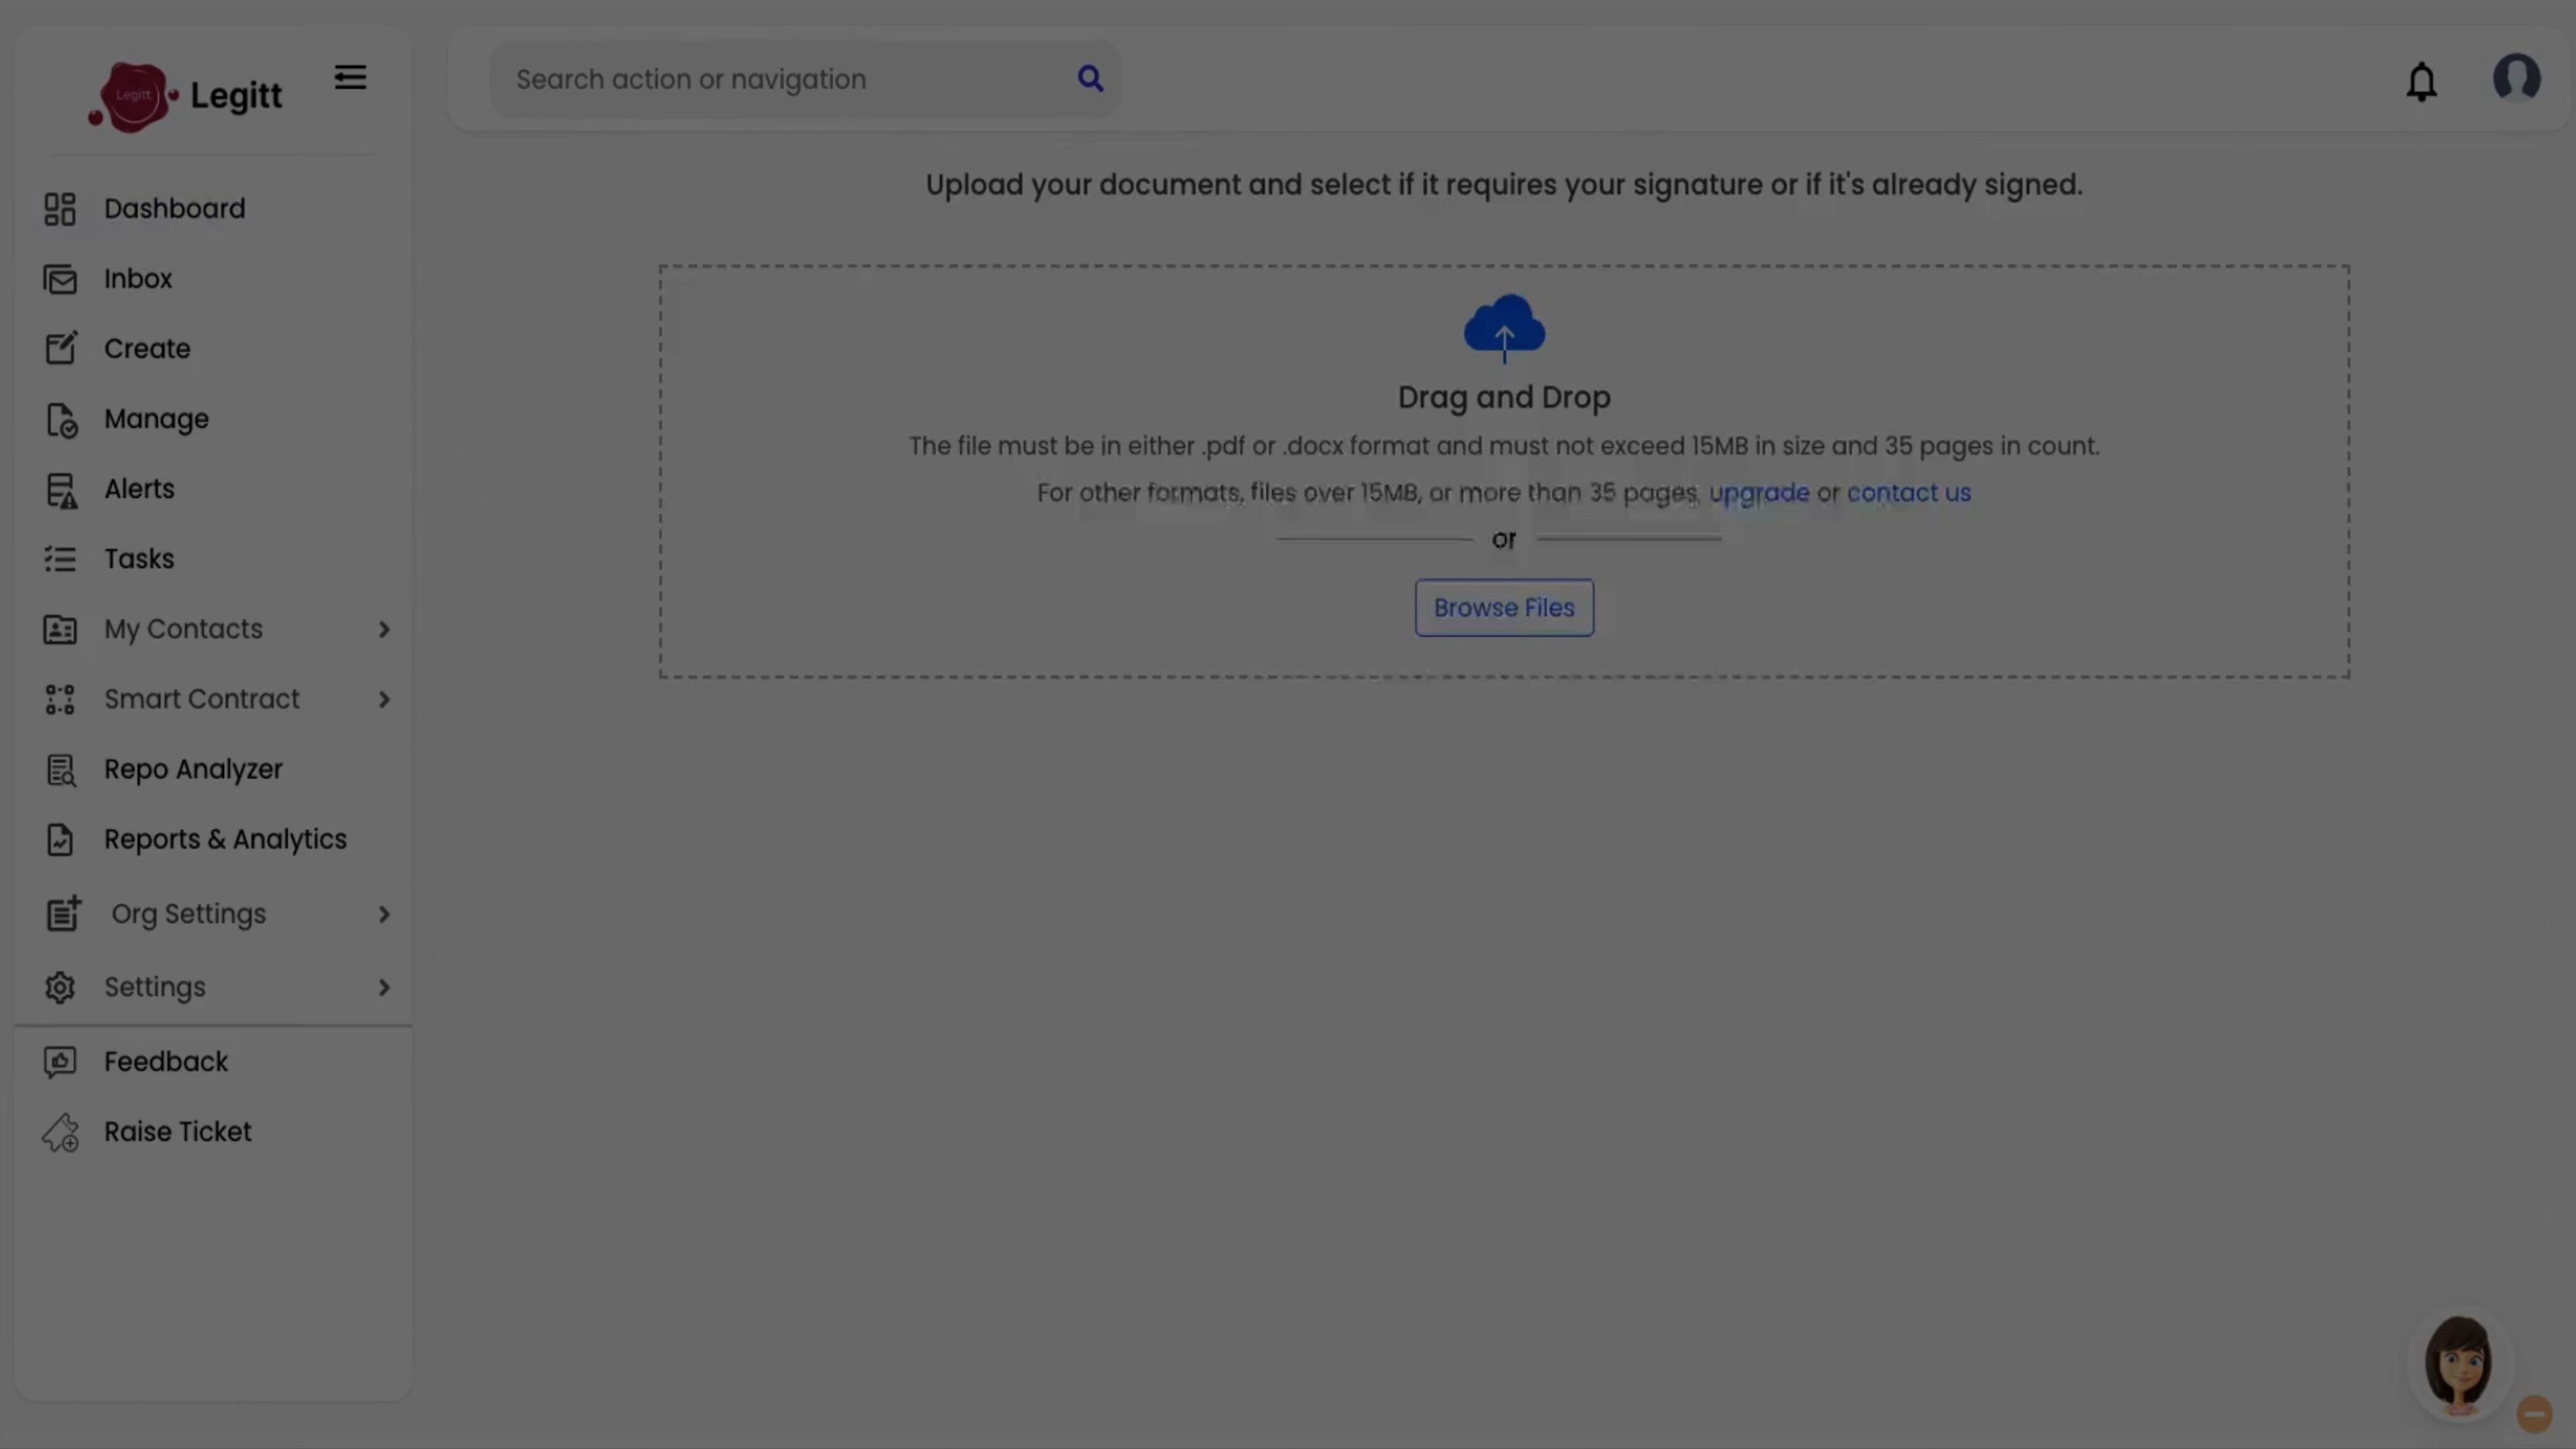 Legitt
Legitt
Search action or navigation
Dashboard
Inbox
Create
Manage
Alerts
Tasks
My Contacts
Smart Contract
Repo Analyzer
Reports & Analytics
Org Settings
Settings
Feedback
Raise Ticket
Upload your document and select if it requires your signature or if it's already signed.
Drag and Drop
The file must be in either .pdf or .docx format and must not exceed 15MB in size and 35 pages in count.
For other formats, files over 15MB, or more than 35 pages, upgrade or contact us
or
Browse Files